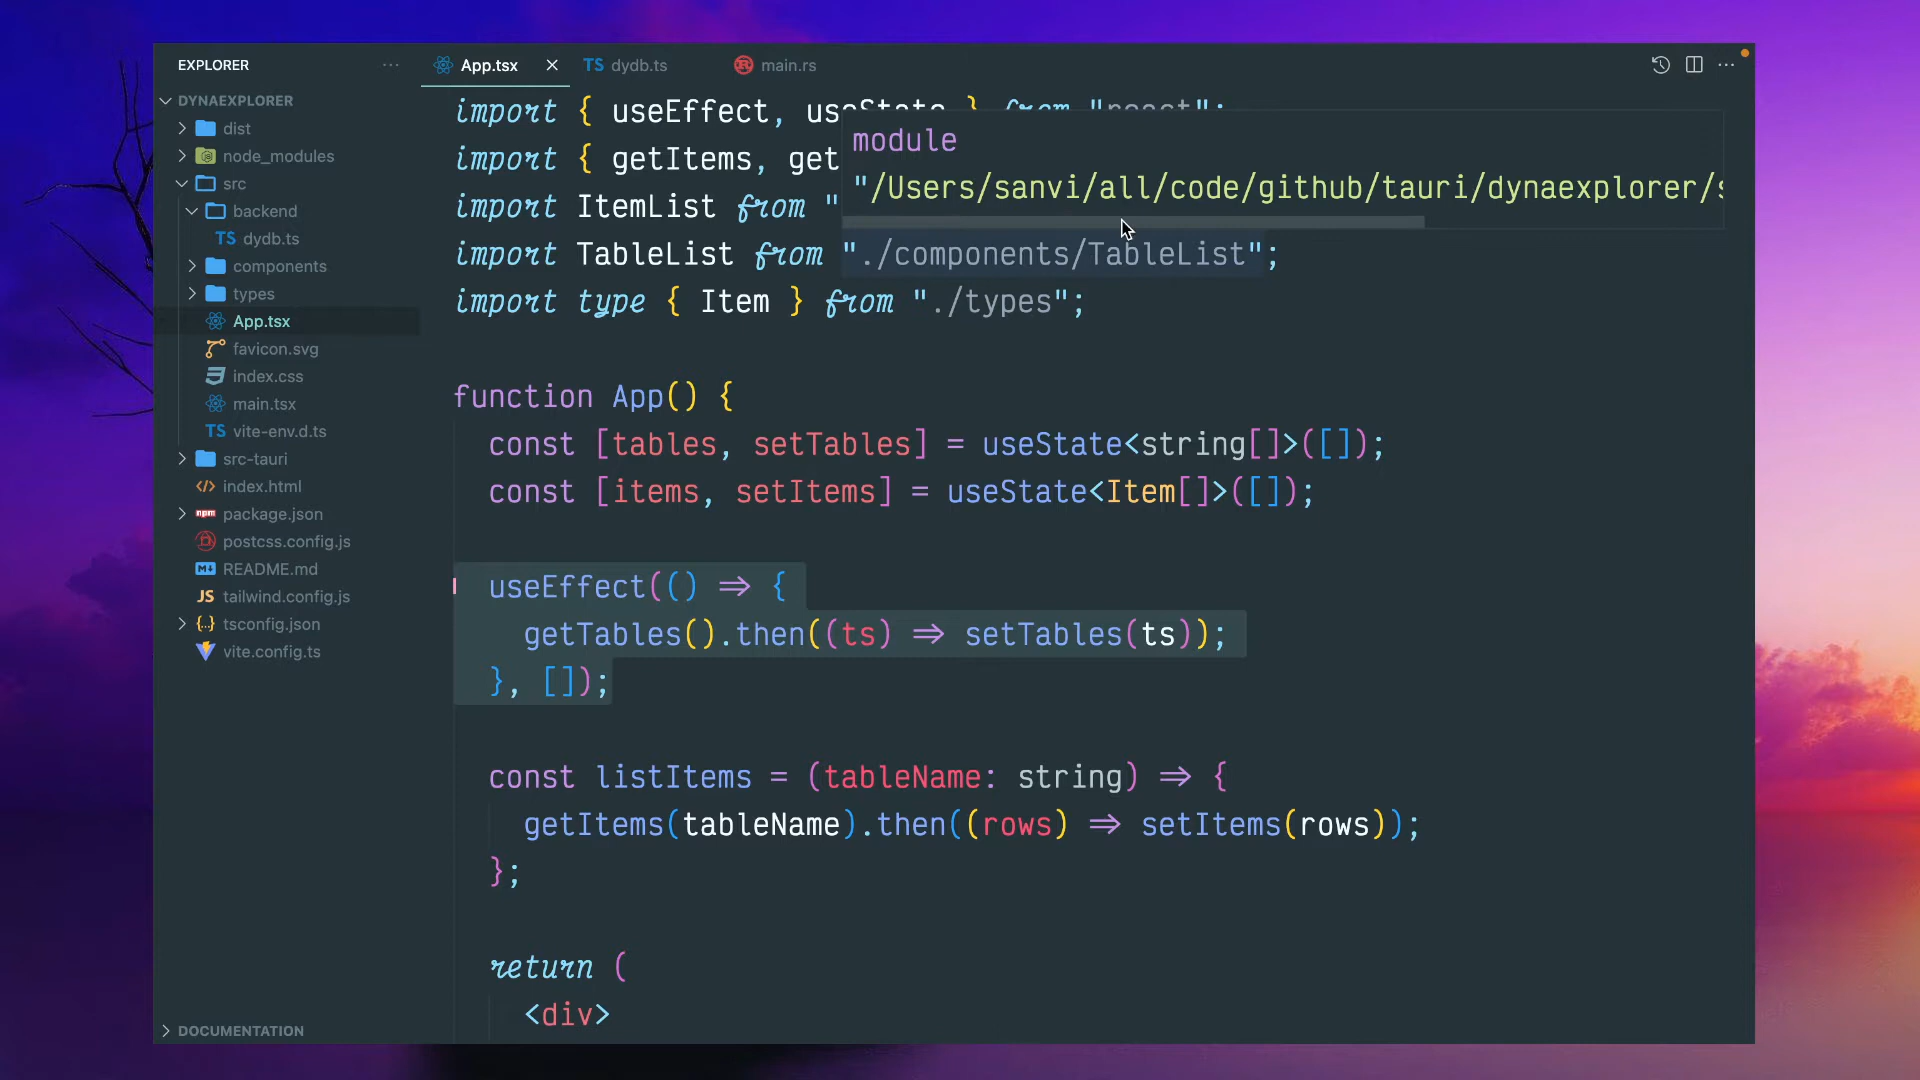 EXPLORER
DYNAEXPLORER
dist
node_modules
src
backend
dydb.ts
components
types
App.tsx
favicon.svg
index.css
main.tsx
vite-env.d.ts
src-tauri
index.html
package.json
postcss.config.js
README.md
tailwind.config.js
tsconfig.json
vite.config.ts
DOCUMENTATION
App.tsx
TS dydb.ts
main.rs
import { useEffect, useState } from "react";
import { getItems, get
import ItemList from "
import TableList from "./components/TableList";
import type { Item } from "./types";
module
"/Users/sanvi/all/code/github/tauri/dynaexplorer/s
function App() {
const [tables, setTables] = useState<string[]>([]);
const [items, setItems] = useState<Item[]>([]);
useEffect(() => {
getTables().then((ts) => setTables(ts));
}, []);
const listItems = (tableName: string) => {
getItems(tableName).then((rows) => setItems(rows));
};
return (
<div>